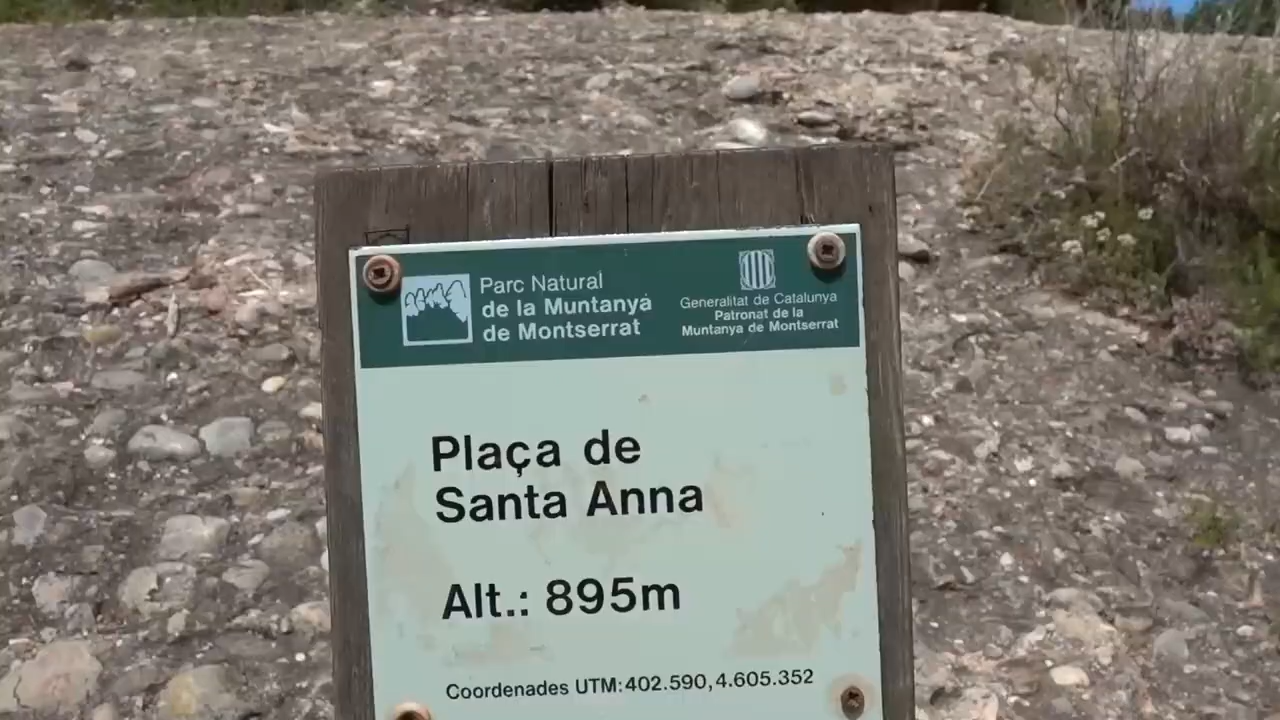 Parc Natural
de la Muntanya
de Montserrat
Generalitat de Catalunya
Patronat de la
Muntanya de Montserrat
Plaça de
Santa Anna
Alt.: 895m
Coordenades UTM:402.590,4.605.352